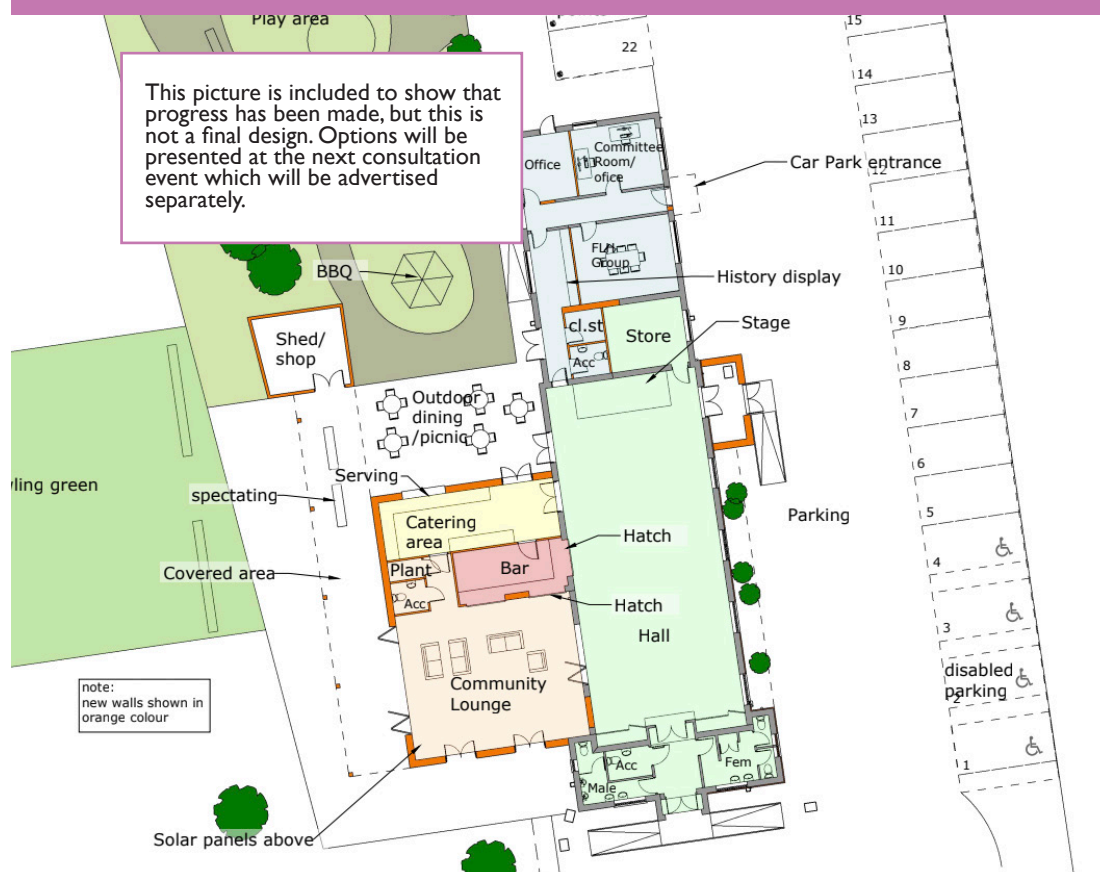 Play area
22
15
14
13
12
11
10
9
8
7
6
5
4
3
2
1
This picture is included to show that
progress has been made, but this is
not a final design. Options will be
presented at the next consultation
event which will be advertised
separately.
Office
Committee
Room/
ofice
Car Park entrance
BBQ
Group
History display
Shed/
shop
cl.st
Store
Stage
Acc
Outdoor
dining
/picnic
ling green
spectating
Serving
Catering
area
Hatch
Parking
Covered area
Plant
Bar
Acc
Hatch
Hall
note:
new walls shown in
orange colour
Community
Lounge
disabled
parking
Acc
Fem
Male
Solar panels above